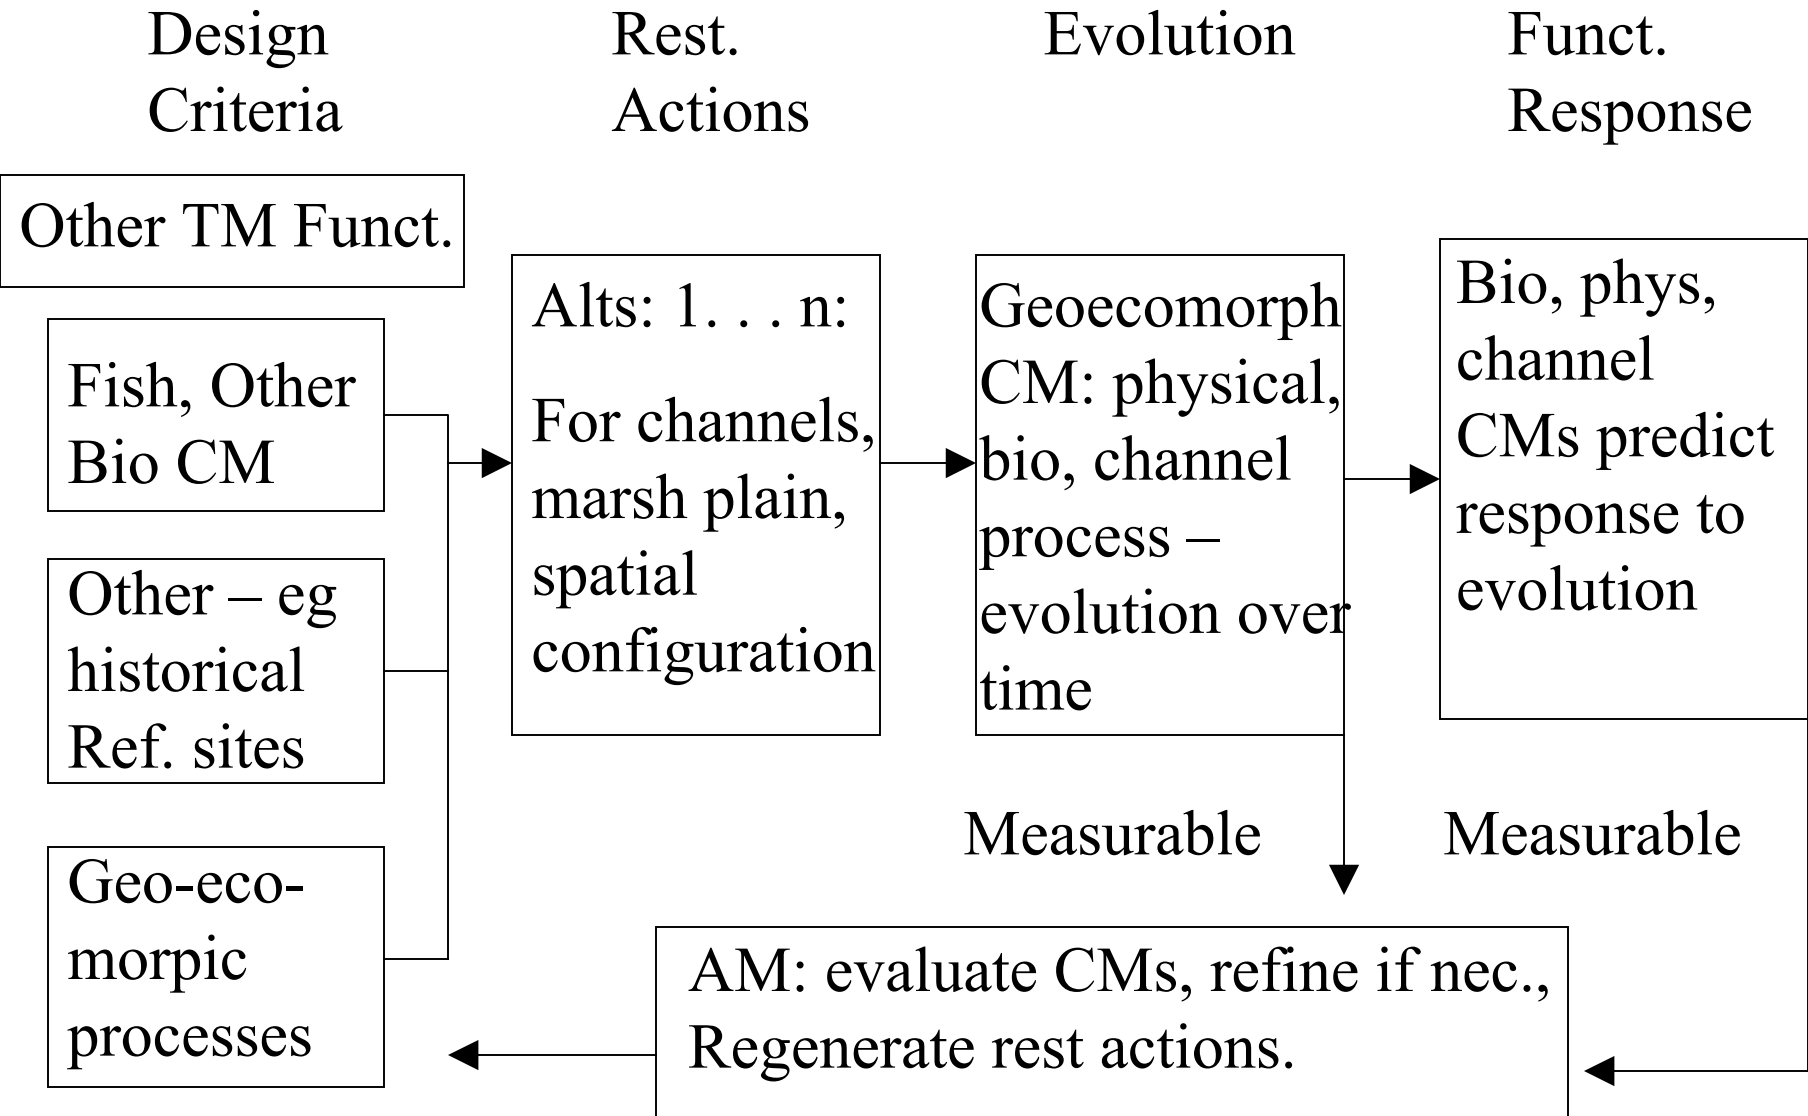 Design
Criteria
Rest.
Actions
Evolution
Funct.
Response
Other TM Funct.
Fish, Other
Bio CM
Other – eg
historical
Ref. sites
Geo-eco-
morpic
processes
Alts: 1. . . n:
For channels,
marsh plain,
spatial
configuration
Geoecomorph
CM: physical,
bio, channel
process –
evolution over
time
Bio, phys,
channel
CMs predict
response to
evolution
Measurable
Measurable
AM: evaluate CMs, refine if nec.,
Regenerate rest actions.